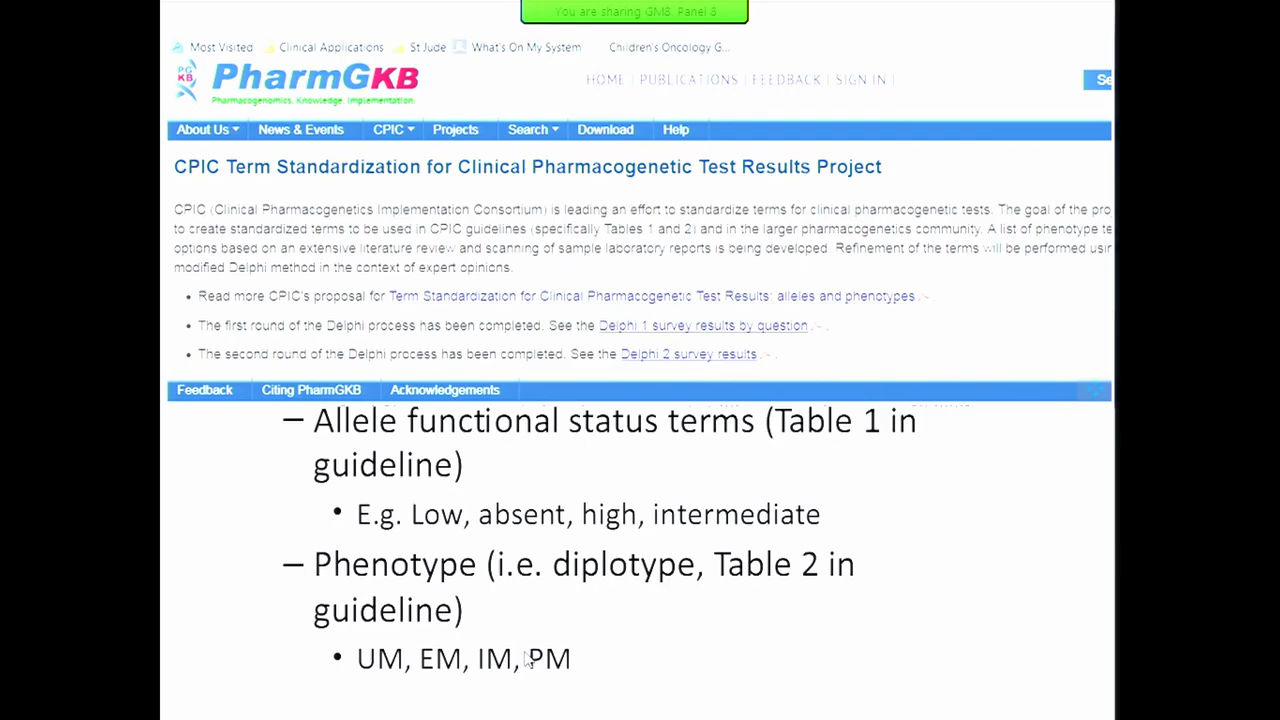 You are sharing GM8. Panel 8
Most Visited Clinical Applications St Jude What's On My System Children's Oncology G...
PG KB PharmGKB
Pharmacogenomics. Knowledge. Implementation.
HOME | PUBLICATIONS | FEEDBACK | SIGN IN |
Se
About Us News & Events CPIC Projects Search Download Help
CPIC Term Standardization for Clinical Pharmacogenetic Test Results Project
CPIC (Clinical Pharmacogenetics Implementation Consortium) is leading an effort to standardize terms for clinical pharmacogenetic tests. The goal of the pro
to create standardized terms to be used in CPIC guidelines (specifically Tables 1 and 2) and in the larger pharmacogenetics community. A list of phenotype te
options based on an extensive literature review and scanning of sample laboratory reports is being developed. Refinement of the terms will be performed usin
modified Delphi method in the context of expert opinions.
• Read more CPIC's proposal for Term Standardization for Clinical Pharmacogenetic Test Results: alleles and phenotypes .
• The first round of the Delphi process has been completed. See the Delphi 1 survey results by question .
• The second round of the Delphi process has been completed. See the Delphi 2 survey results .
Feedback Citing PharmGKB Acknowledgements
– Allele functional status terms (Table 1 in
guideline)
• E.g. Low, absent, high, intermediate
– Phenotype (i.e. diplotype, Table 2 in
guideline)
• UM, EM, IM, PM